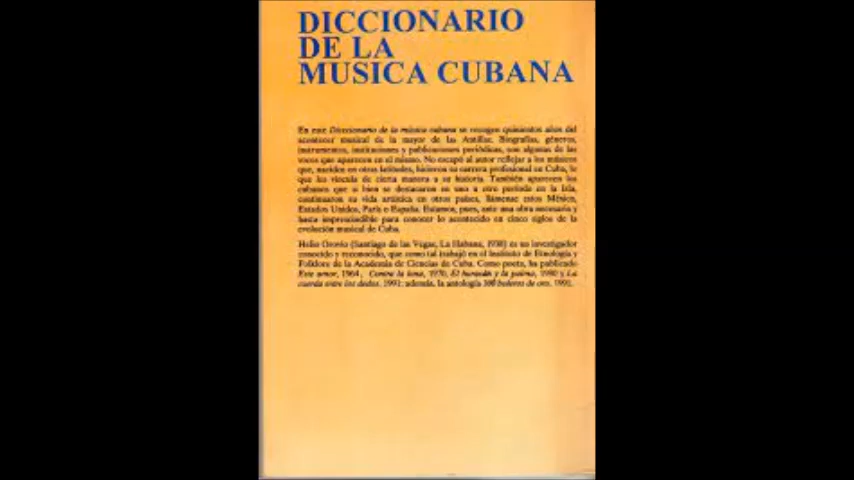 DICCIONARIO
DE LA
MUSICA CUBANA
En este Diccionario de la música cubana se recogen quinientos años del
acontecer musical de la mayor de las Antillas. Biografías, géneros,
instrumentos, instituciones y publicaciones periódicas, son algunas de las
voces que aparecen en el mismo. No escapó al autor reflejar a los músicos
que, nacidos en otras latitudes, hicieron su carrera profesional en Cuba, lo
que les vincula de cierta manera a su historia. También aparecen los
cubanos que si bien se destacaron en uno u otro período en la Isla,
continuaron su vida artística en otros países, llámense estos México,
Estados Unidos, París o España. Estamos, pues, ante una obra necesaria y
hasta imprescindible para conocer lo acontecido en cinco siglos de la
evolución musical de Cuba.
Helio Orovio (Santiago de las Vegas, La Habana, 1938) es un investigador
conocido y reconocido, que como tal trabajó en el Instituto de Etnología y
Folklore de la Academia de Ciencias de Cuba. Como poeta, ha publicado
Este amor, 1964, Contra la luna, 1970, El huracán y la palma, 1980 y La
cuerda entre los dedos, 1991; además, la antología 300 boleros de oro, 1991.